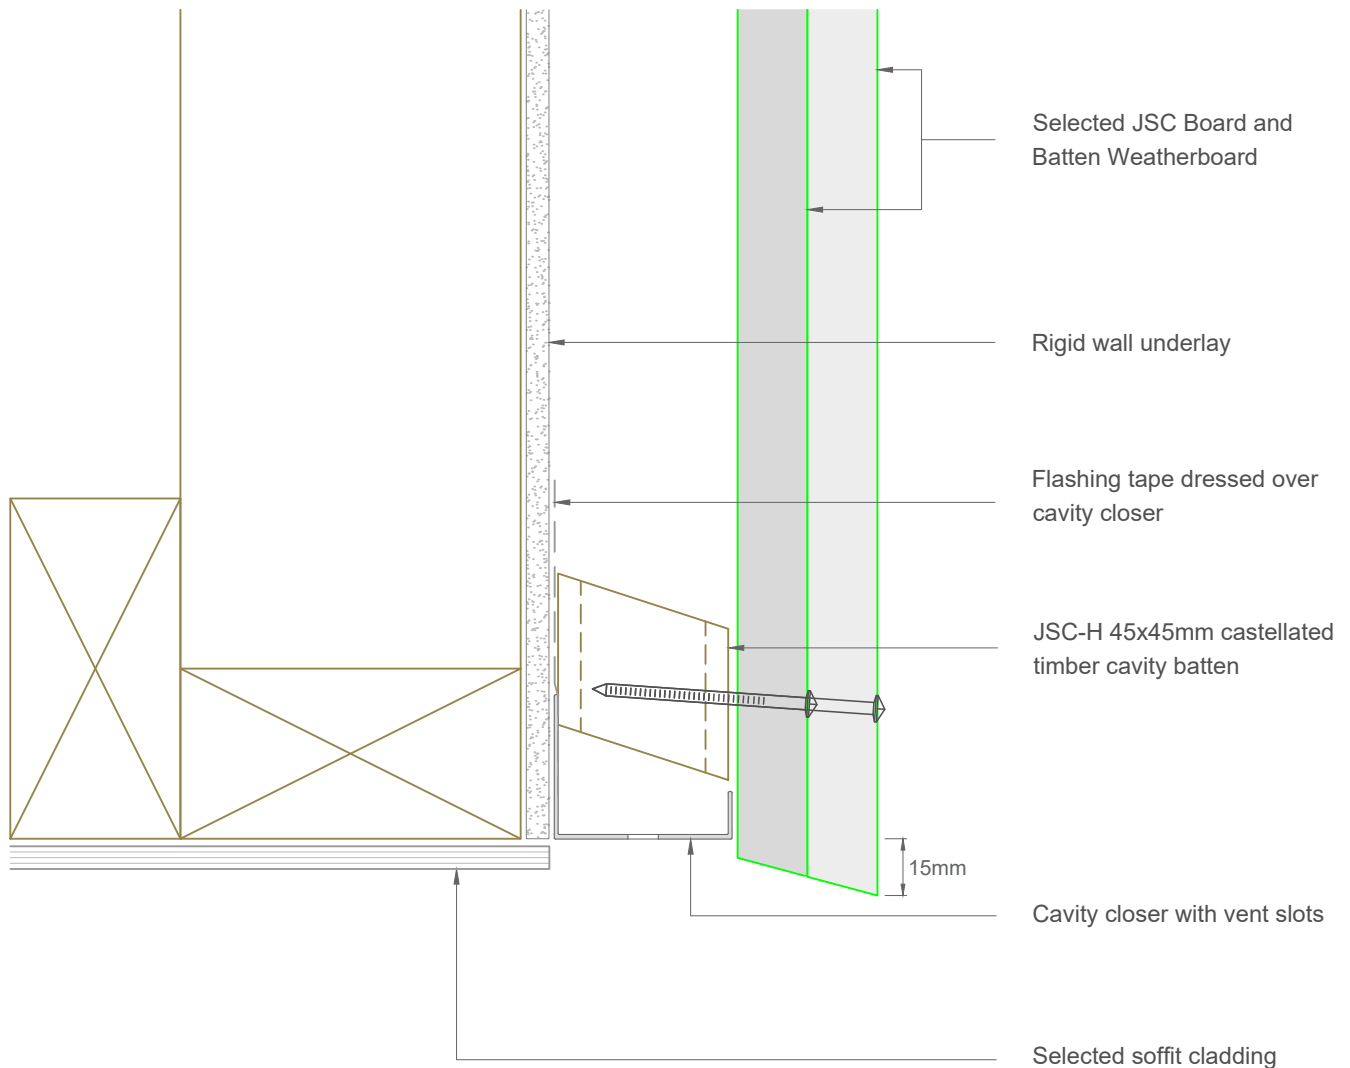 Selected JSC Board and
Batten Weatherboard
Rigid wall underlay
Flashing tape dressed over
cavity closer
JSC-H 45x45mm castellated
timber cavity batten
15mm
Cavity closer with vent slots
Selected soffit cladding